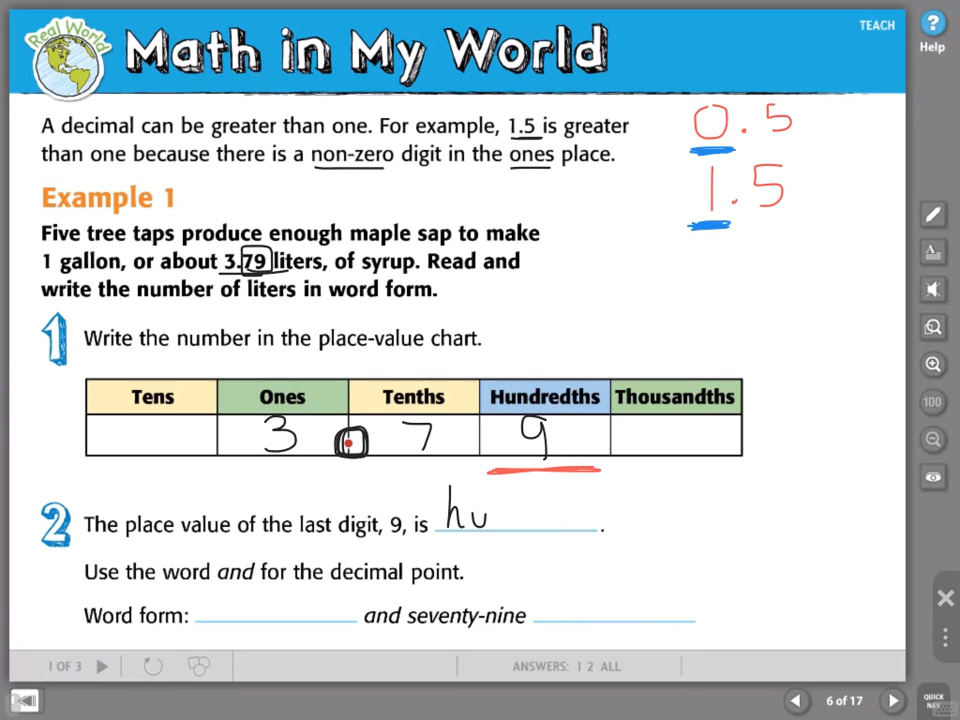 TEACH
Real World
Math in My World
Help
A decimal can be greater than one. For example, 1.5 is greater
than one because there is a non-zero digit in the ones place.
0.5
1.5
Example 1
Five tree taps produce enough maple sap to make
1 gallon, or about 3.79 liters, of syrup. Read and
write the number of liters in word form.
1 Write the number in the place-value chart.
Tens Ones Tenths Hundredths Thousandths
3 . 7 9
2 The place value of the last digit, 9, is hu .
Use the word and for the decimal point.
Word form: and seventy-nine
100
1 OF 3
ANSWERS: 1 2 ALL
6 of 17
QUICK
NAV